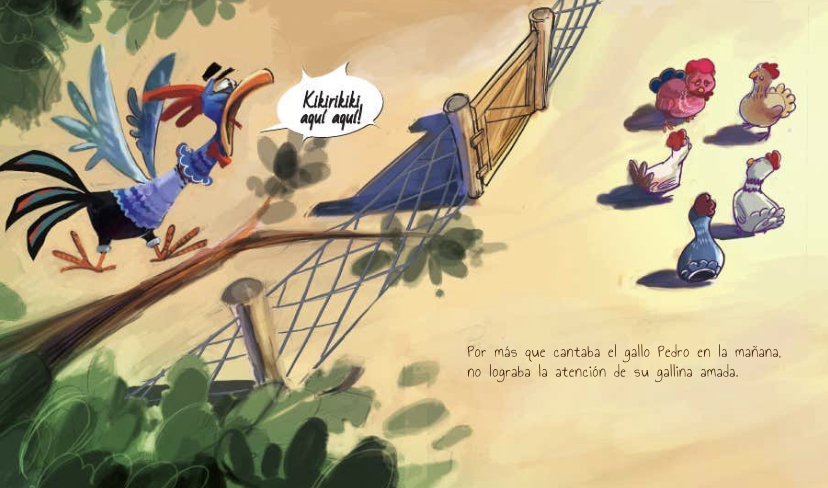 Kikirikiki,
aquí aquí!
Por más que cantaba el gallo Pedro en la mañana,
no lograba la atención de su gallina amada.